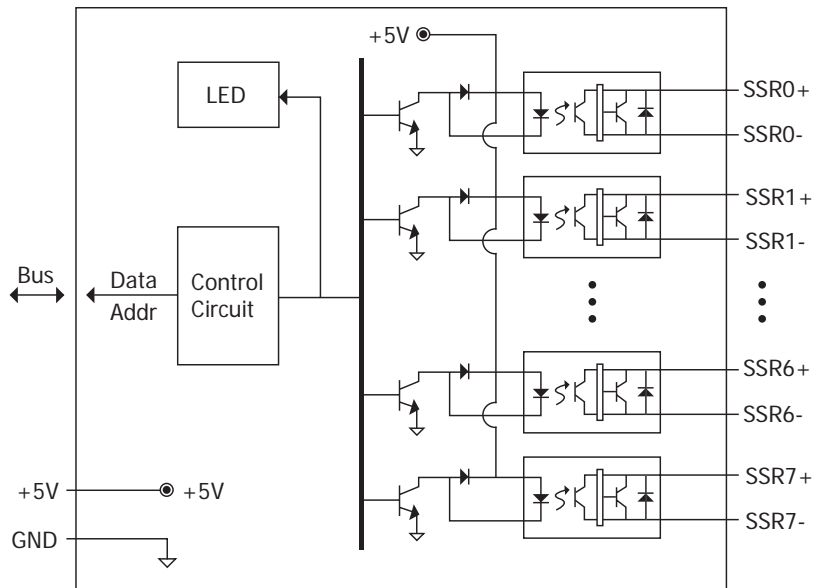 +5V
LED
SSR0+
SSR0-
SSR1+
SSR1-
Bus
Data
Addr
Control
Circuit
SSR6+
SSR6-
+5V
+5V
SSR7+
SSR7-
GND